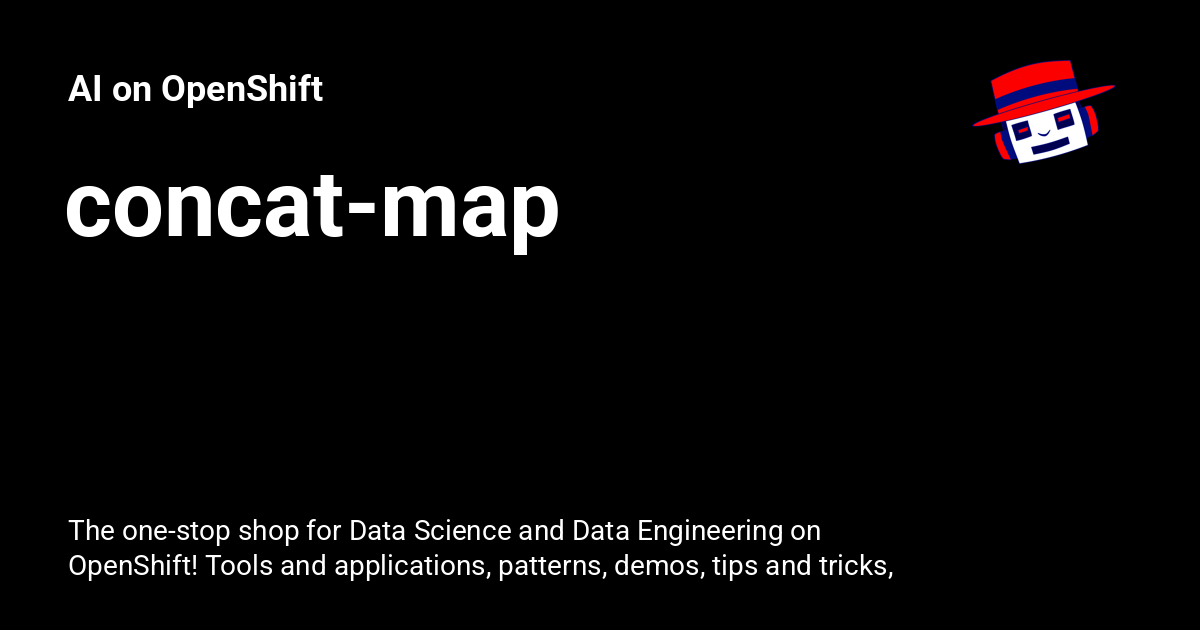 AI on OpenShift
concat-map
The one-stop shop for Data Science and Data Engineering on
OpenShift! Tools and applications, patterns, demos, tips and tricks,